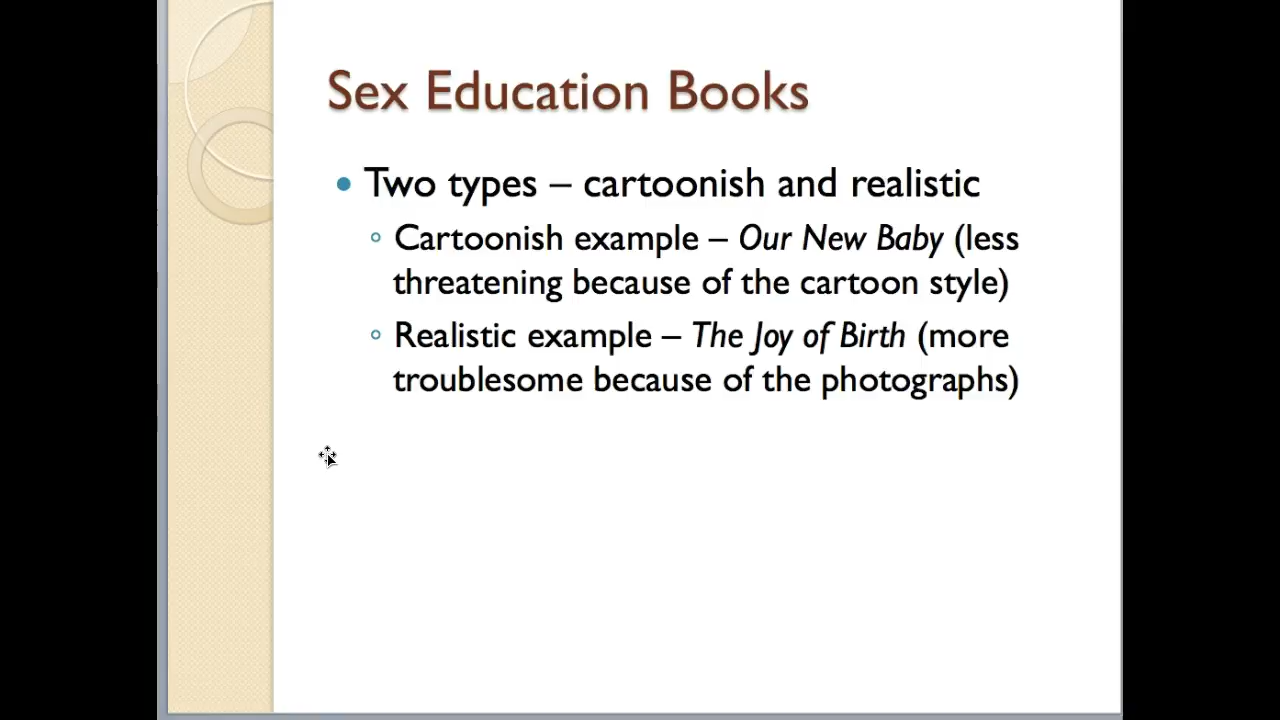 Sex Education Books
• Two types – cartoonish and realistic
◦ Cartoonish example – Our New Baby (less
threatening because of the cartoon style)
◦ Realistic example – The Joy of Birth (more
troublesome because of the photographs)